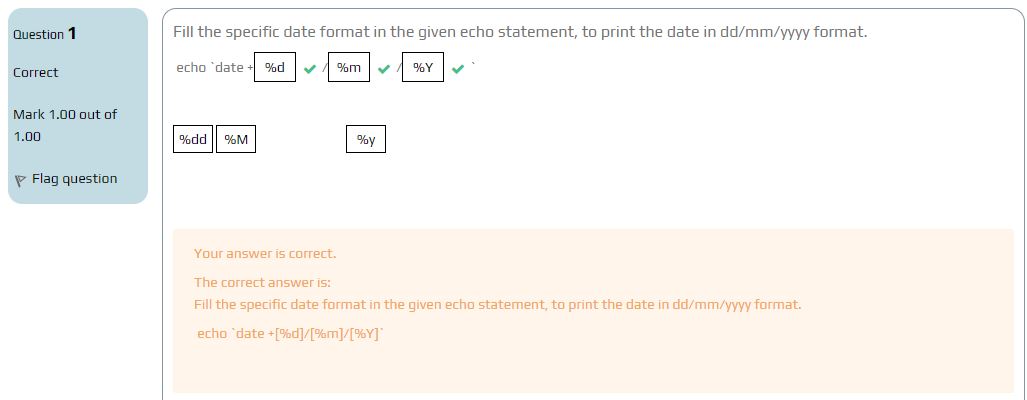 Question 1
Correct
Mark 1.00 out of
1.00
Flag question
Fill the specific date format in the given echo statement, to print the date in dd/mm/yyyy format.
echo `date +%d / %m / %Y `
%dd %M %y
Your answer is correct.
The correct answer is:
Fill the specific date format in the given echo statement, to print the date in dd/mm/yyyy format.
echo `date +[%d]/[%m]/[%Y]`